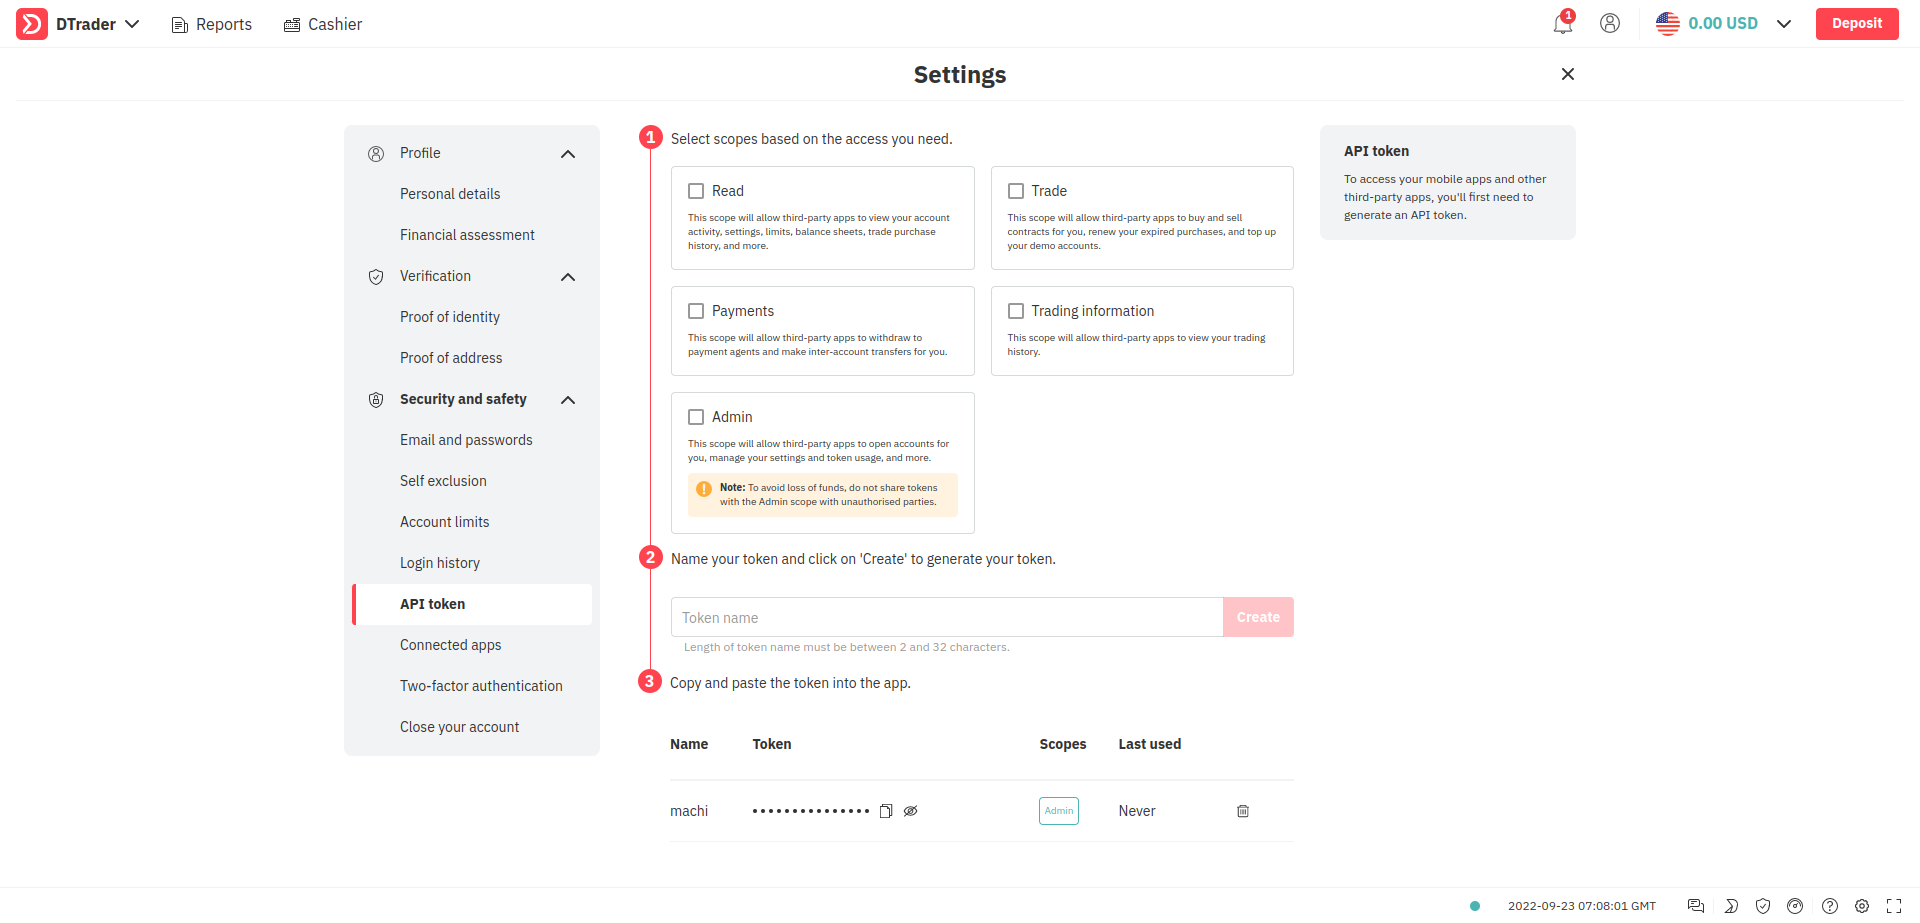 DTrader
Reports
Cashier
1
0.00 USD
Deposit
Settings
Profile
Personal details
Financial assessment
Verification
Proof of identity
Proof of address
Security and safety
Email and passwords
Self exclusion
Account limits
Login history
API token
Connected apps
Two-factor authentication
Close your account
1
Select scopes based on the access you need.
Read
This scope will allow third-party apps to view your account
activity, settings, limits, balance sheets, trade purchase
history, and more.
Trade
This scope will allow third-party apps to buy and sell
contracts for you, renew your expired purchases, and top up
your demo accounts.
Payments
This scope will allow third-party apps to withdraw to
payment agents and make inter-account transfers for you.
Trading information
This scope will allow third-party apps to view your trading
history.
Admin
This scope will allow third-party apps to open accounts for
you, manage your settings and token usage, and more.
Note: To avoid loss of funds, do not share tokens
with the Admin scope with unauthorised parties.
2
Name your token and click on 'Create' to generate your token.
Token name
Create
Length of token name must be between 2 and 32 characters.
3
Copy and paste the token into the app.
Name Token Scopes Last used
machi ••••••••••••••• Admin Never
API token
To access your mobile apps and other
third-party apps, you'll first need to
generate an API token.
2022-09-23 07:08:01 GMT